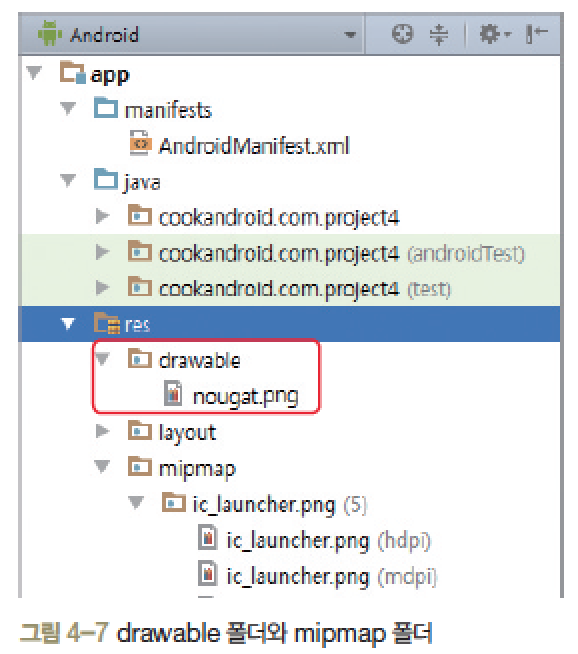 Android
app
manifests
AndroidManifest.xml
java
cookandroid.com.project4
cookandroid.com.project4 (androidTest)
cookandroid.com.project4 (test)
res
drawable
nougat.png
layout
mipmap
ic_launcher.png (5)
ic_launcher.png (hdpi)
ic_launcher.png (mdpi)
그림 4-7 drawable 폴더와 mipmap 폴더